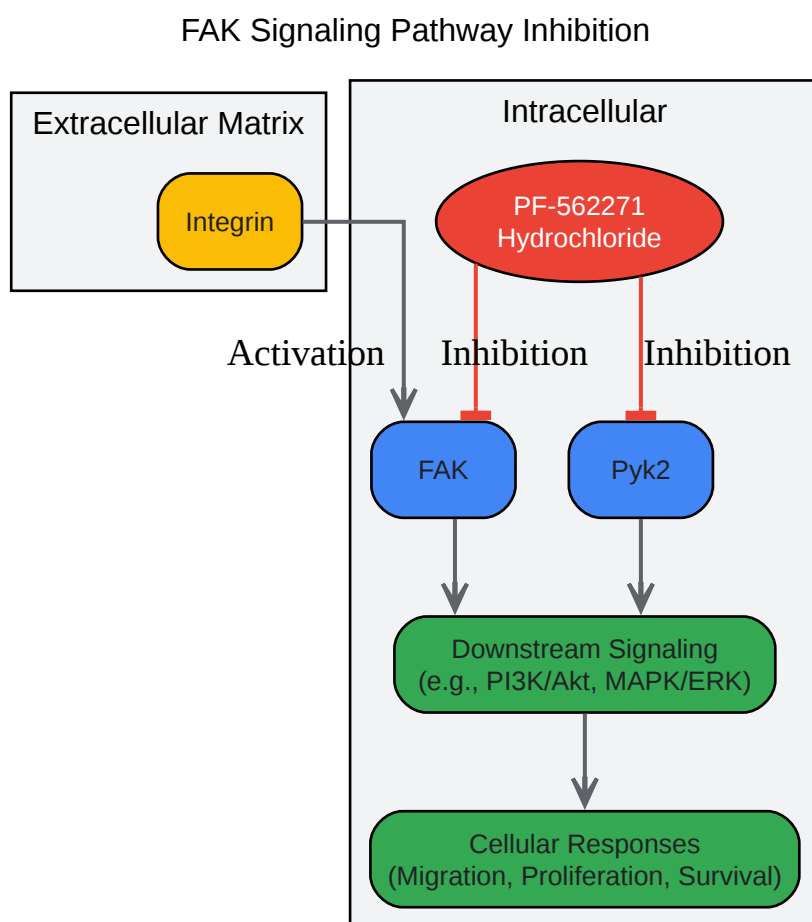 FAK Signaling Pathway Inhibition
Extracellular Matrix
Intracellular
Integrin
PF-562271
Hydrochloride
Activation
Inhibition
Inhibition
FAK
Pyk2
Downstream Signaling
(e.g., PI3K/Akt, MAPK/ERK)
Cellular Responses
(Migration, Proliferation, Survival)